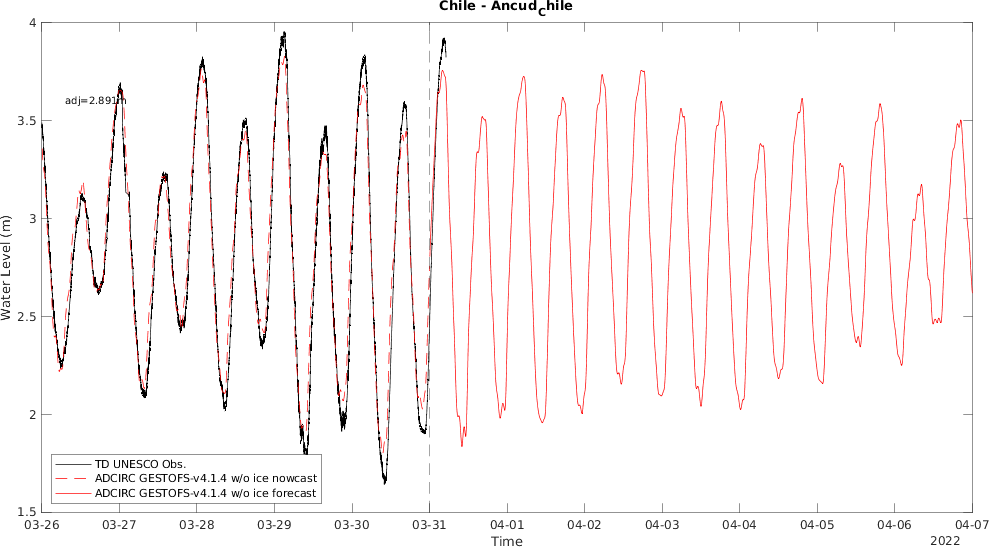 Chile - Ancud_Chile
4
3.5
3
2.5
2
1.5
Water Level (m)
adj=2.891m
TD UNESCO Obs.
ADCIRC GESTOFS-v4.1.4 w/o ice nowcast
ADCIRC GESTOFS-v4.1.4 w/o ice forecast
03-26 03-27 03-28 03-29 03-30 03-31 04-01 04-02 04-03 04-04 04-05 04-06 04-07
Time
2022